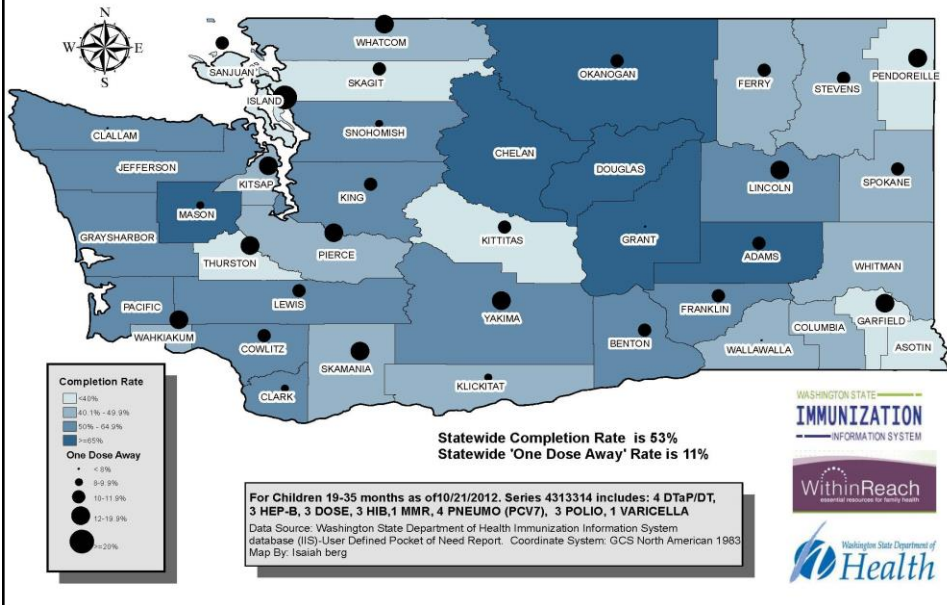 N
W E
S
WHATCOM
SANJUAN
SKAGIT
ISLAND
OKANOGAN
FERRY
STEVENS
PENDOREILLE
CLALLAM
SNOHOMISH
JEFFERSON
CHELAN
DOUGLAS
KITSAP
KING
LINCOLN
SPOKANE
MASON
GRAYSHARBOR
THURSTON
PIERCE
KITTITAS
GRANT
ADAMS
WHITMAN
PACIFIC
LEWIS
YAKIMA
FRANKLIN
GARFIELD
WAHKIAKUM
COWLITZ
SKAMANIA
BENTON
COLUMBIA
WALLAWALLA
ASOTIN
CLARK
KLICKITAT
Completion Rate
<40%
40.1% - 49.9%
50% - 64.9%
>=65%
One Dose Away
< 8%
8-9.9%
10-11.9%
12-19.9%
>=20%
Statewide Completion Rate is 53%
Statewide 'One Dose Away' Rate is 11%
For Children 19-35 months as of10/21/2012. Series 4313314 includes: 4 DTaP/DT,
3 HEP-B, 3 DOSE, 3 HIB,1 MMR, 4 PNEUMO (PCV7), 3 POLIO, 1 VARICELLA
Data Source: Washington State Department of Health Immunization Information System
database (IIS)-User Defined Pocket of Need Report. Coordinate System: GCS North American 1983
Map By: Isaiah berg
WASHINGTON STATE
IMMUNIZATION
INFORMATION SYSTEM
WithinReach
essential resources for family health
Washington State Department of
Health